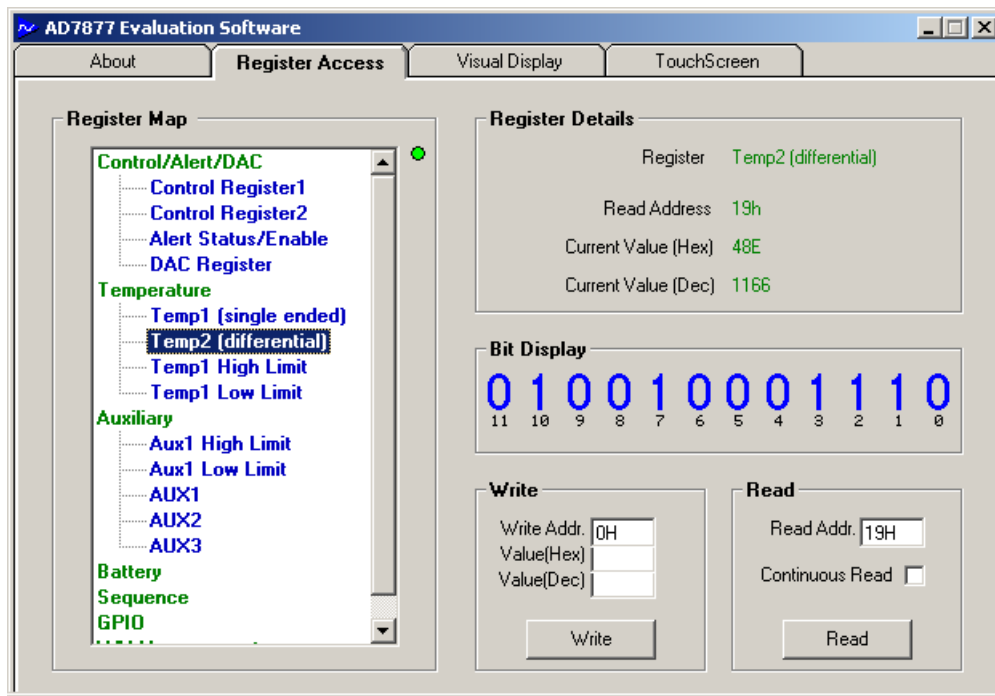 AD7877 Evaluation Software
About Register Access Visual Display TouchScreen
Register Map
Control/Alert/DAC
Control Register1
Control Register2
Alert Status/Enable
DAC Register
Temperature
Temp1 (single ended)
Temp2 (differential)
Temp1 High Limit
Temp1 Low Limit
Auxiliary
Aux1 High Limit
Aux1 Low Limit
AUX1
AUX2
AUX3
Battery
Sequence
GPIO
Register Details
Register Temp2 (differential)
Read Address 19h
Current Value (Hex) 48E
Current Value (Dec) 1166
Bit Display
0 1 0 0 1 0 0 0 1 1 1 0
11 10 9 8 7 6 5 4 3 2 1 0
Write
Write Addr. 0H
Value(Hex)
Value(Dec)
Write
Read
Read Addr. 19H
Continuous Read
Read